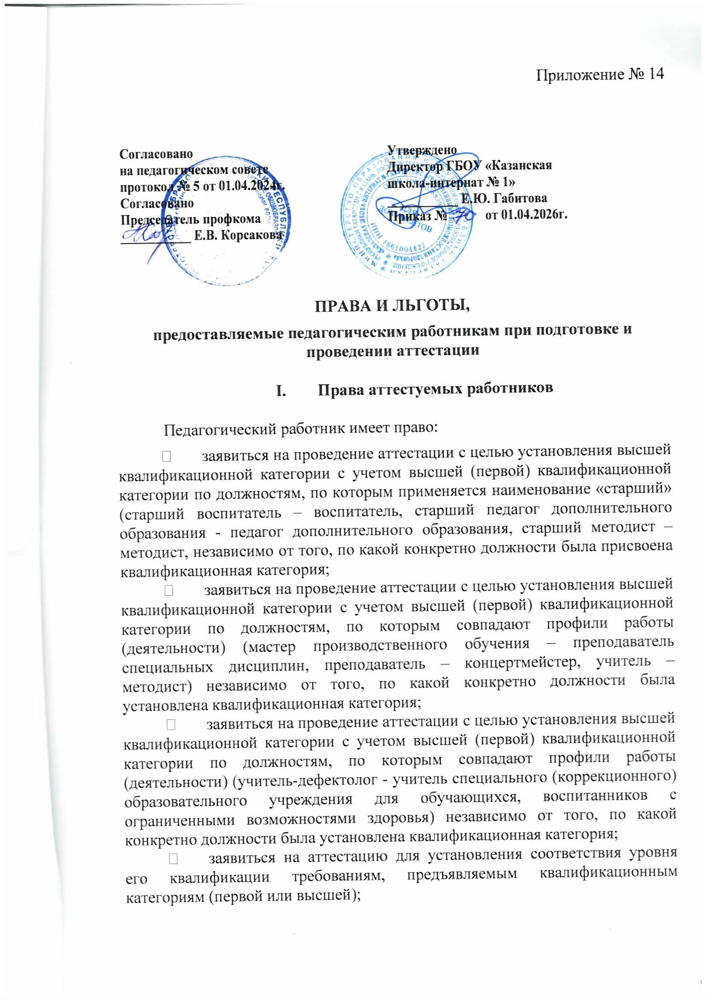 Приложение № 14
Согласовано
на педагогическом совете
протокол № 5 от 01.04.2024г.
Согласовано
Председатель профкома
Е.В. Корсакова
Утверждено
Директор ГБОУ «Казанская
школа-интернат № 1»
Е.Ю. Габитова
Приказ № 70 от 01.04.2026г.
ДЛЯ
ДОКУМЕНТОВ
ИНН 1661004422
ПРАВА И ЛЬГОТЫ,
предоставляемые педагогическим работникам при подготовке и
проведении аттестации
I. Права аттестуемых работников
Педагогический работник имеет право:
заявиться на проведение аттестации с целью установления высшей
квалификационной категории с учетом высшей (первой) квалификационной
категории по должностям, по которым применяется наименование «старший»
(старший воспитатель – воспитатель, старший педагог дополнительного
образования - педагог дополнительного образования, старший методист –
методист, независимо от того, по какой конкретно должности была присвоена
квалификационная категория;
заявиться на проведение аттестации с целью установления высшей
квалификационной категории с учетом высшей (первой) квалификационной
категории по должностям, по которым совпадают профили работы
(деятельности) (мастер производственного обучения – преподаватель
специальных дисциплин, преподаватель – концертмейстер, учитель –
методист) независимо от того, по какой конкретно должности была
установлена квалификационная категория;
заявиться на проведение аттестации с целью установления высшей
квалификационной категории с учетом высшей (первой) квалификационной
категории по должностям, по которым совпадают профили работы
(деятельности) (учитель-дефектолог - учитель специального (коррекционного)
образовательного учреждения для обучающихся, воспитанников с
ограниченными возможностями здоровья) независимо от того, по какой
конкретно должности была установлена квалификационная категория;
заявиться на аттестацию для установления соответствия уровня
его квалификации требованиям, предъявляемым квалификационным
категориям (первой или высшей);